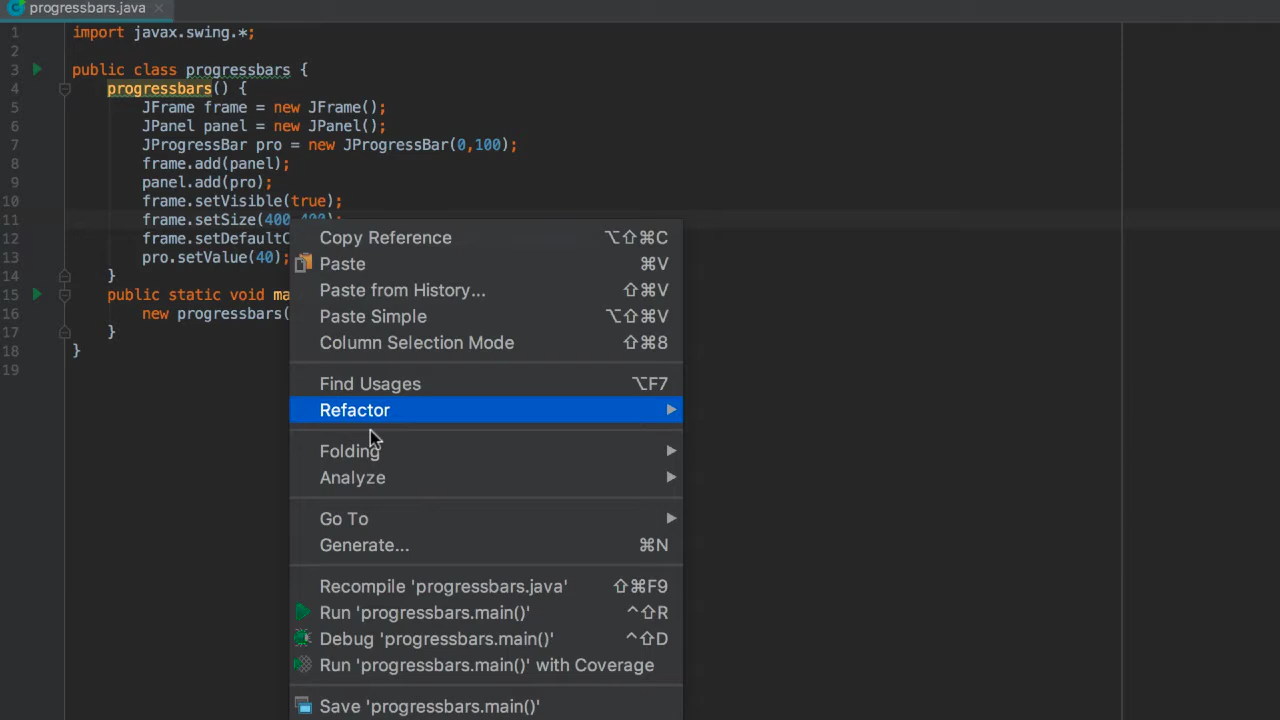 progressbars.java
1 import javax.swing.*;
2
3 public class progressbars {
4 progressbars() {
5 JFrame frame = new JFrame();
6 JPanel panel = new JPanel();
7 JProgressBar pro = new JProgressBar(0,100);
8 frame.add(panel);
9 panel.add(pro);
10 frame.setVisible(true);
11 frame.setSize(400,400);
12 frame.setDefaultC
13 pro.setValue(40);
14 }
15 public static void ma
16 new progressbars(
17 }
18 }
19
Copy Reference ⌥⇧⌘C
Paste ⌘V
Paste from History... ⇧⌘V
Paste Simple ⌥⇧⌘V
Column Selection Mode ⇧⌘8
Find Usages ⌥F7
Refactor
Folding
Analyze
Go To
Generate... ⌘N
Recompile 'progressbars.java' ⇧⌘F9
Run 'progressbars.main()' ^⇧R
Debug 'progressbars.main()' ^⇧D
Run 'progressbars.main()' with Coverage
Save 'progressbars.main()'